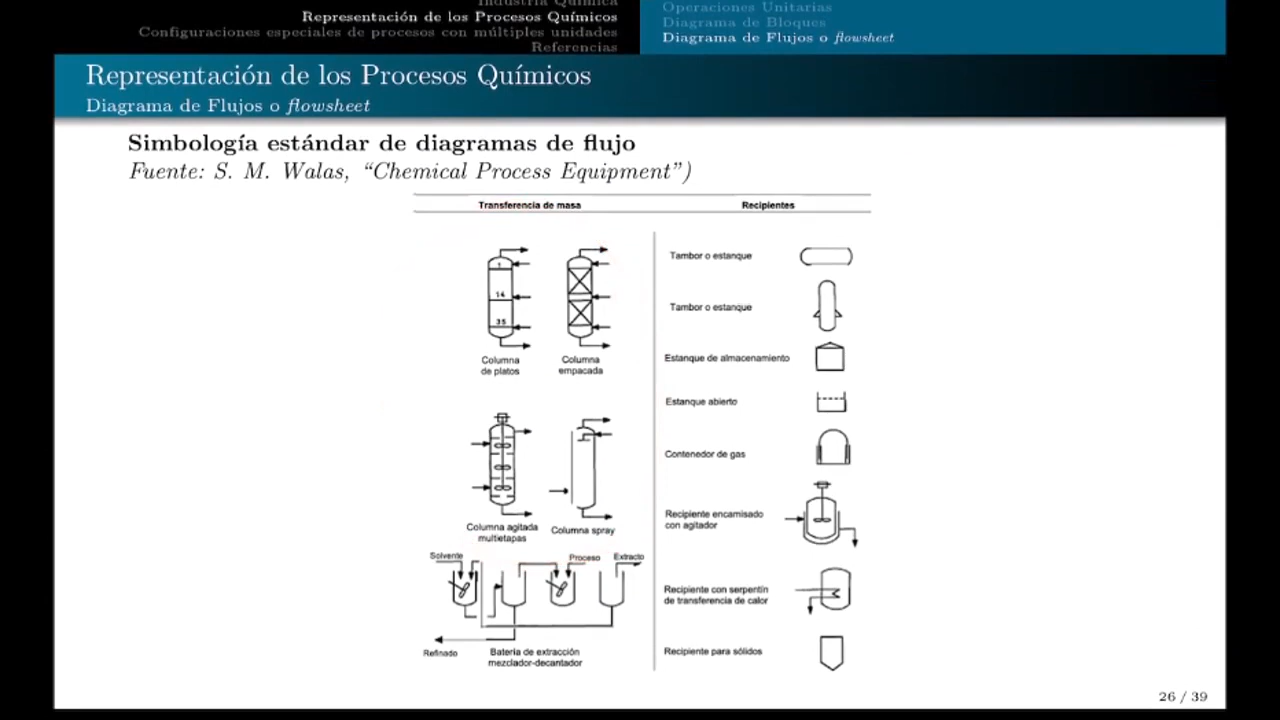 Industria Química
Representación de los Procesos Químicos
Configuraciones especiales de procesos con múltiples unidades
Referencias
Operaciones Unitarias
Diagrama de Bloques
Diagrama de Flujos o flowsheet
Representación de los Procesos Químicos
Diagrama de Flujos o flowsheet
Simbología estándar de diagramas de flujo
Fuente: S. M. Walas, “Chemical Process Equipment”)
Transferencia de masa
1
14
35
Columna
de platos
Columna
empacada
Columna agitada
multietapas
Columna spray
Solvente
Proceso
Extracto
Refinado
Batería de extracción
mezclador-decantador
Recipientes
Tambor o estanque
Tambor o estanque
Estanque de almacenamiento
Estanque abierto
Contenedor de gas
Recipiente encamisado
con agitador
Recipiente con serpentín
de transferencia de calor
Recipiente para sólidos
26 / 39